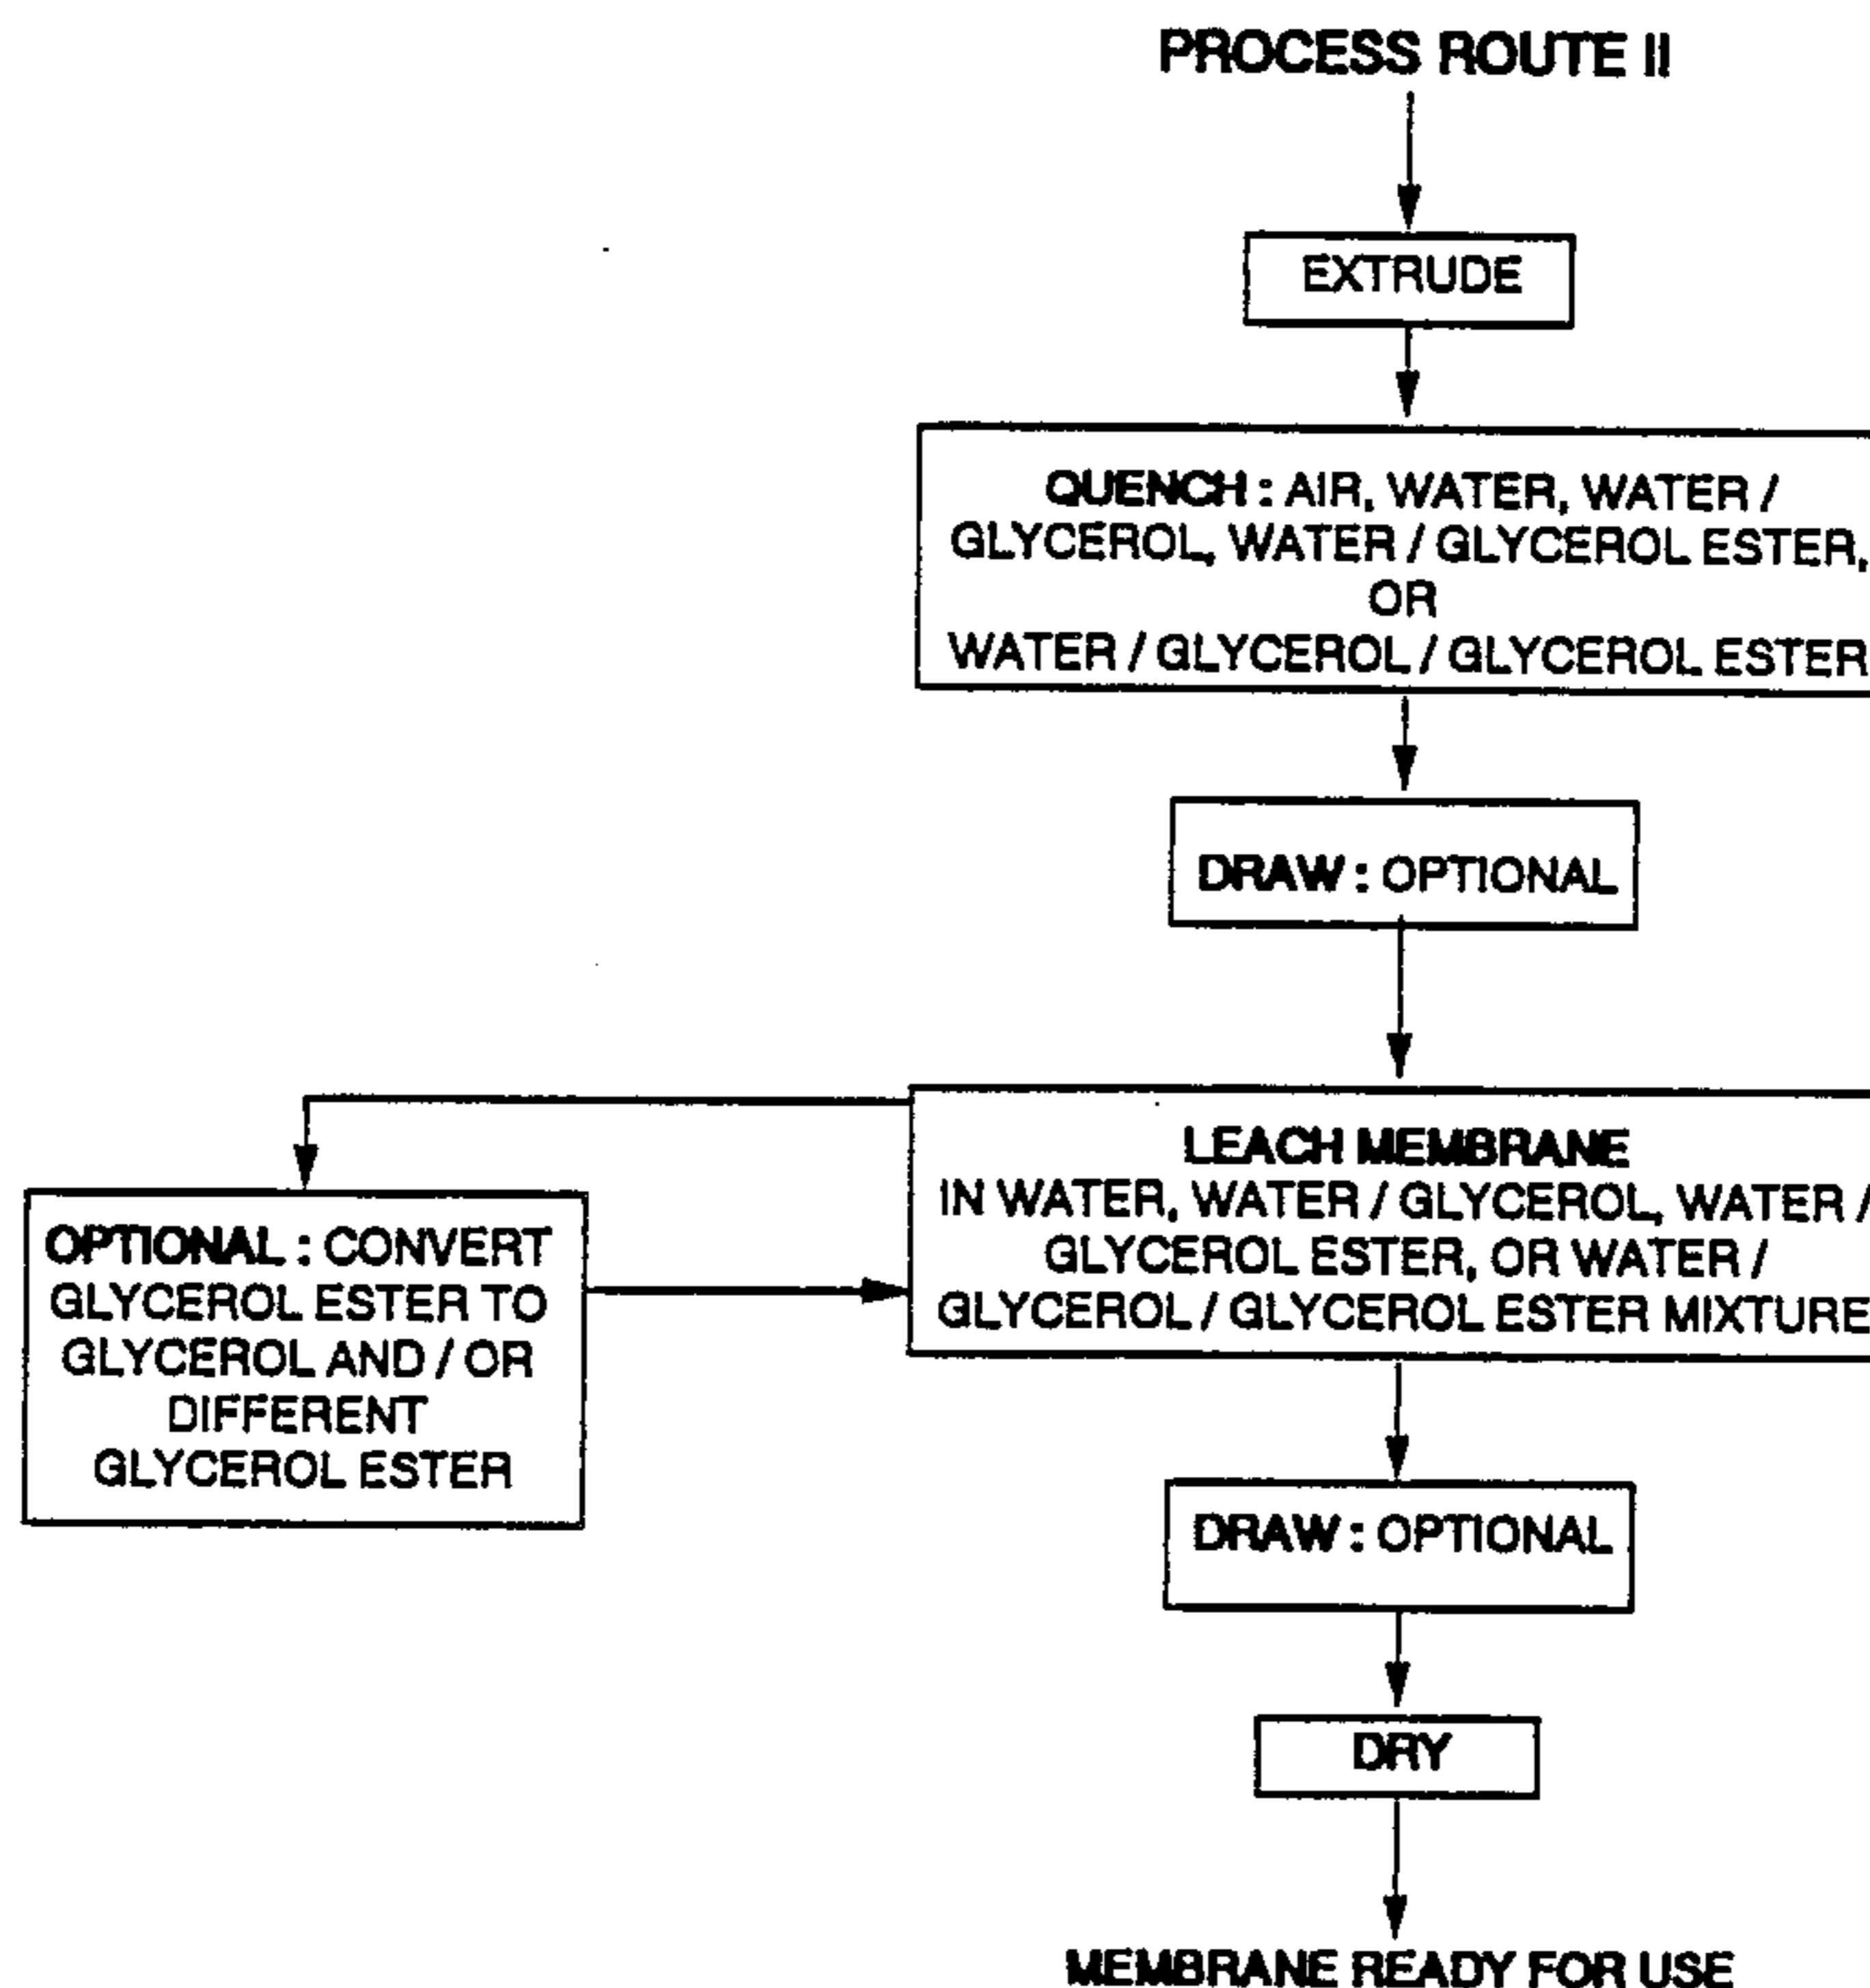 PROCESS ROUTE II
EXTRUDE
QUENCH : AIR, WATER, WATER /
GLYCEROL, WATER / GLYCEROL ESTER,
OR
WATER / GLYCEROL / GLYCEROL ESTER
DRAW : OPTIONAL
LEACH MEMBRANE
IN WATER, WATER / GLYCEROL, WATER /
GLYCEROL ESTER, OR WATER /
GLYCEROL / GLYCEROL ESTER MIXTURE
OPTIONAL : CONVERT
GLYCEROL ESTER TO
GLYCEROL AND / OR
DIFFERENT
GLYCEROL ESTER
DRAW : OPTIONAL
DRY
MEMBRANE READY FOR USE